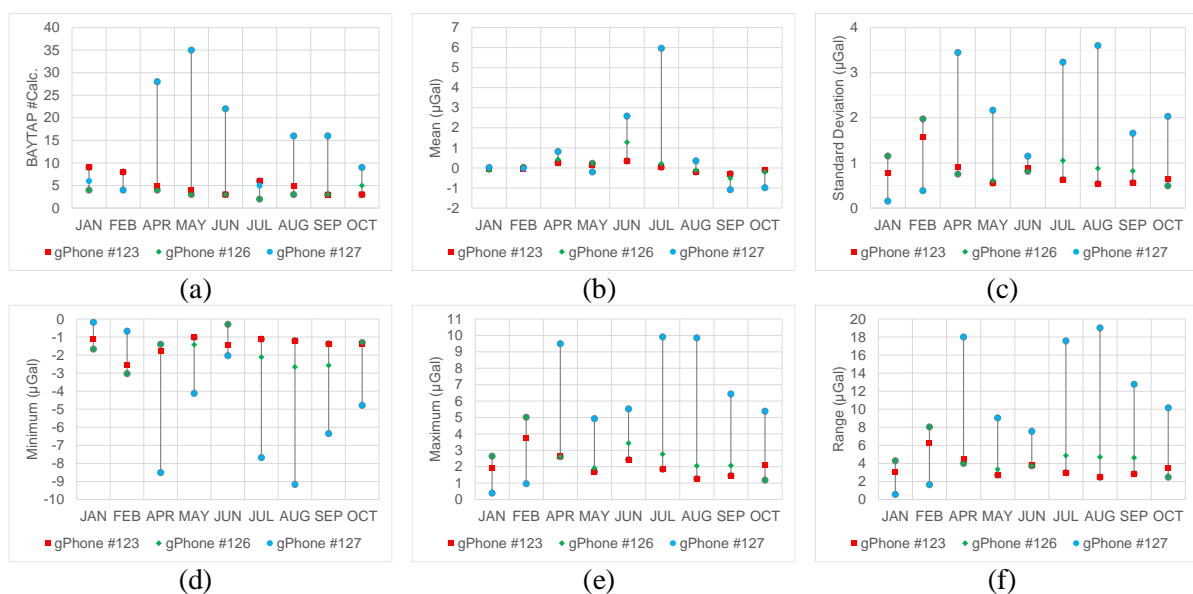 BAYTAP #Calc.
40
35
30
25
20
15
10
5
0
JAN FEB APR MAY JUN JUL AUG SEP OCT
gPhone #123 gPhone #126 gPhone #127
(a)
Mean (µGal)
7
6
5
4
3
2
1
0
-1
-2
JAN FEB APR MAY JUN JUL AUG SEP OCT
gPhone #123 gPhone #126 gPhone #127
(b)
Standard Deviation (µGal)
4
3
2
1
0
JAN FEB APR MAY JUN JUL AUG SEP OCT
gPhone #123 gPhone #126 gPhone #127
(c)
Minimum (µGal)
0
-1
-2
-3
-4
-5
-6
-7
-8
-9
-10
JAN FEB APR MAY JUN JUL AUG SEP OCT
gPhone #123 gPhone #126 gPhone #127
(d)
Maximum (µGal)
11
10
9
8
7
6
5
4
3
2
1
0
JAN FEB APR MAY JUN JUL AUG SEP OCT
gPhone #123 gPhone #126 gPhone #127
(e)
Range (µGal)
20
18
16
14
12
10
8
6
4
2
0
JAN FEB APR MAY JUN JUL AUG SEP OCT
gPhone #123 gPhone #126 gPhone #127
(f)